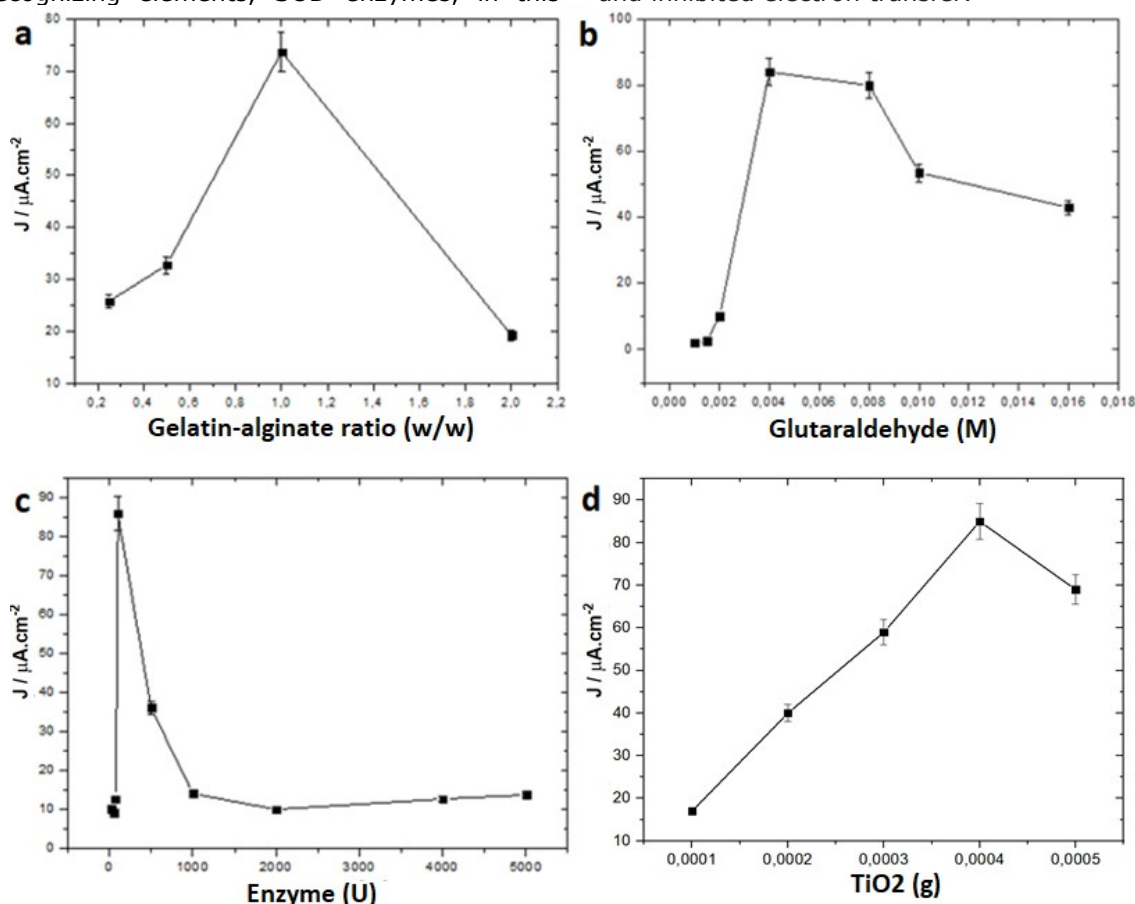 and inhibited electron transfer.
a
80
70
60
50
40
30
20
10
J / µA.cm-2
0,2 0,4 0,6 0,8 1,0 1,2 1,4 1,6 1,8 2,0 2,2
Gelatin-alginate ratio (w/w)
b
100
80
60
40
20
0
J / µA.cm-2
0,000 0,002 0,004 0,006 0,008 0,010 0,012 0,014 0,016 0,018
Glutaraldehyde (M)
c
90
80
70
60
50
40
30
20
10
0
J / µA.cm-2
0 1000 2000 3000 4000 5000
Enzyme (U)
d
90
80
70
60
50
40
30
20
10
J / µA.cm-2
0,0001 0,0002 0,0003 0,0004 0,0005
TiO2 (g)